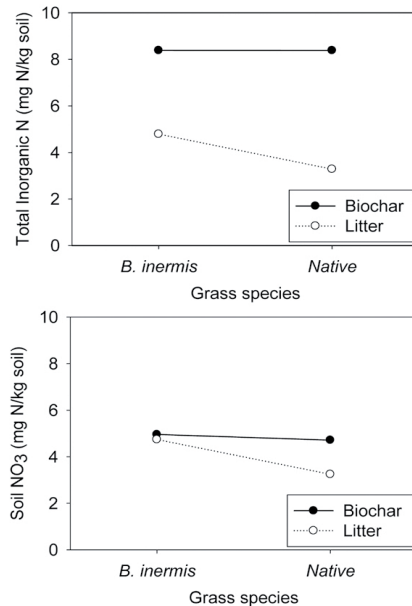 Total Inorganic N (mg N/kg soil)
10
8
6
4
2
0
Biochar
Litter
B. inermis
Native
Grass species
Soil NO3 (mg N/kg soil)
10
8
6
4
2
0
Biochar
Litter
B. inermis
Native
Grass species